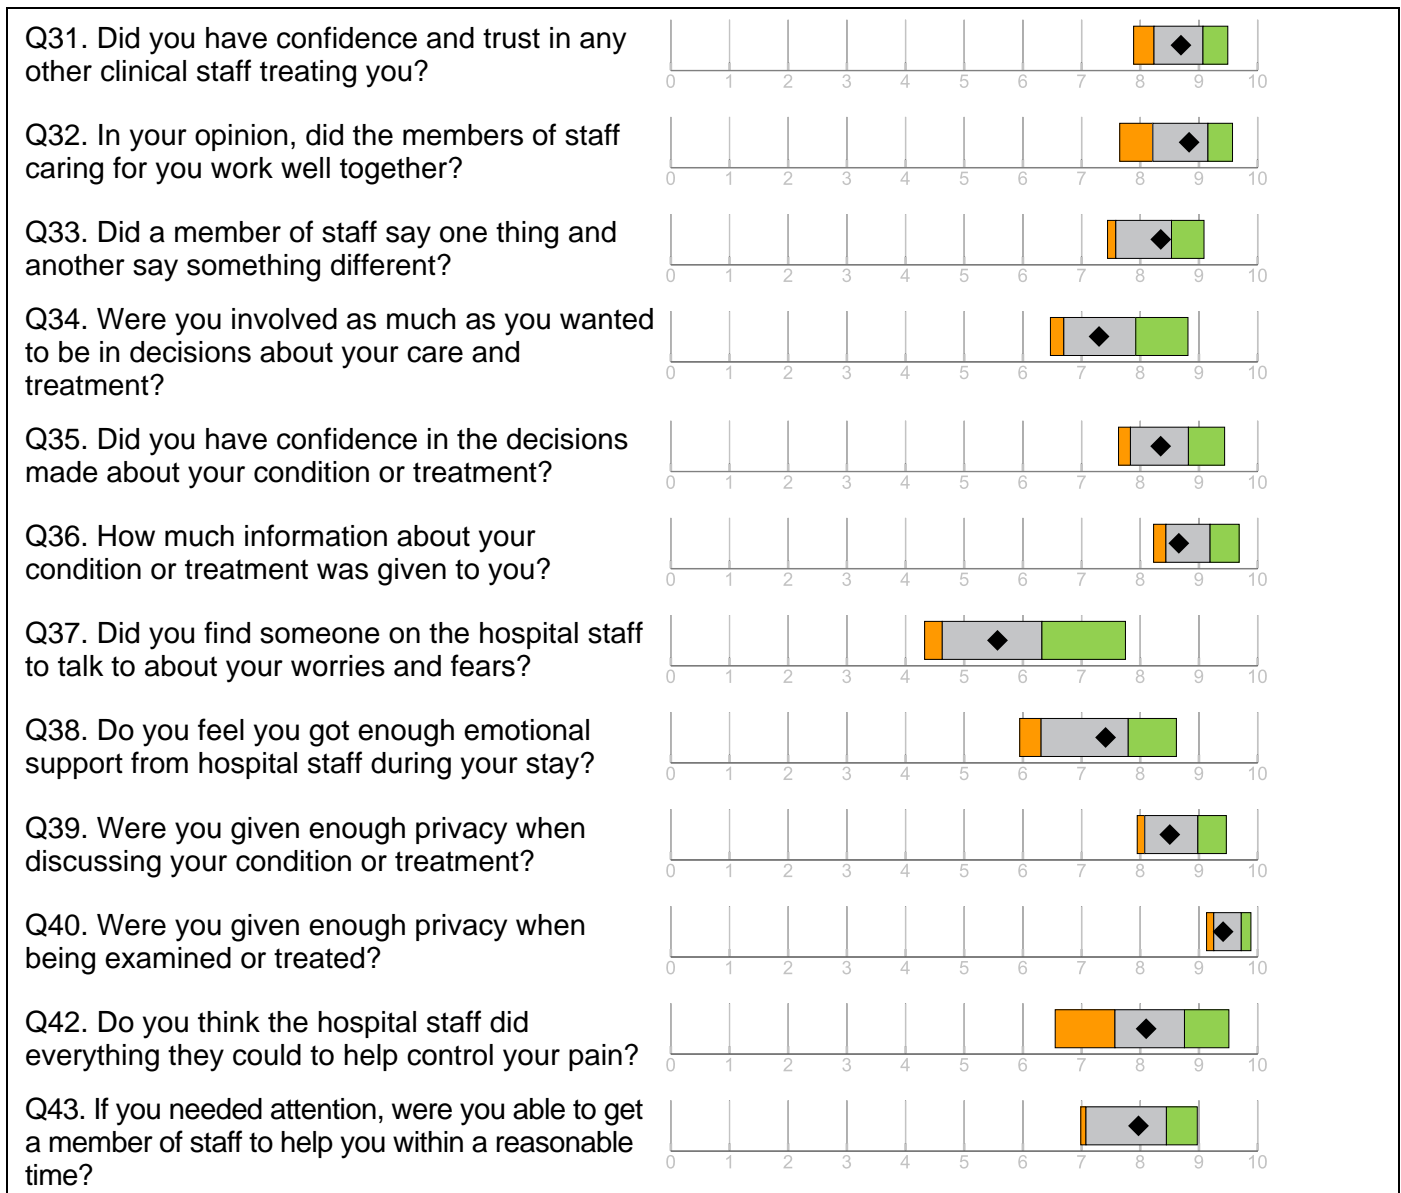 Q31. Did you have confidence and trust in any
other clinical staff treating you?
0 1 2 3 4 5 6 7 8 9 10
Q32. In your opinion, did the members of staff
caring for you work well together?
0 1 2 3 4 5 6 7 8 9 10
Q33. Did a member of staff say one thing and
another say something different?
0 1 2 3 4 5 6 7 8 9 10
Q34. Were you involved as much as you wanted
to be in decisions about your care and
treatment?
0 1 2 3 4 5 6 7 8 9 10
Q35. Did you have confidence in the decisions
made about your condition or treatment?
0 1 2 3 4 5 6 7 8 9 10
Q36. How much information about your
condition or treatment was given to you?
0 1 2 3 4 5 6 7 8 9 10
Q37. Did you find someone on the hospital staff
to talk to about your worries and fears?
0 1 2 3 4 5 6 7 8 9 10
Q38. Do you feel you got enough emotional
support from hospital staff during your stay?
0 1 2 3 4 5 6 7 8 9 10
Q39. Were you given enough privacy when
discussing your condition or treatment?
0 1 2 3 4 5 6 7 8 9 10
Q40. Were you given enough privacy when
being examined or treated?
0 1 2 3 4 5 6 7 8 9 10
Q42. Do you think the hospital staff did
everything they could to help control your pain?
0 1 2 3 4 5 6 7 8 9 10
Q43. If you needed attention, were you able to get
a member of staff to help you within a reasonable
time?
0 1 2 3 4 5 6 7 8 9 10